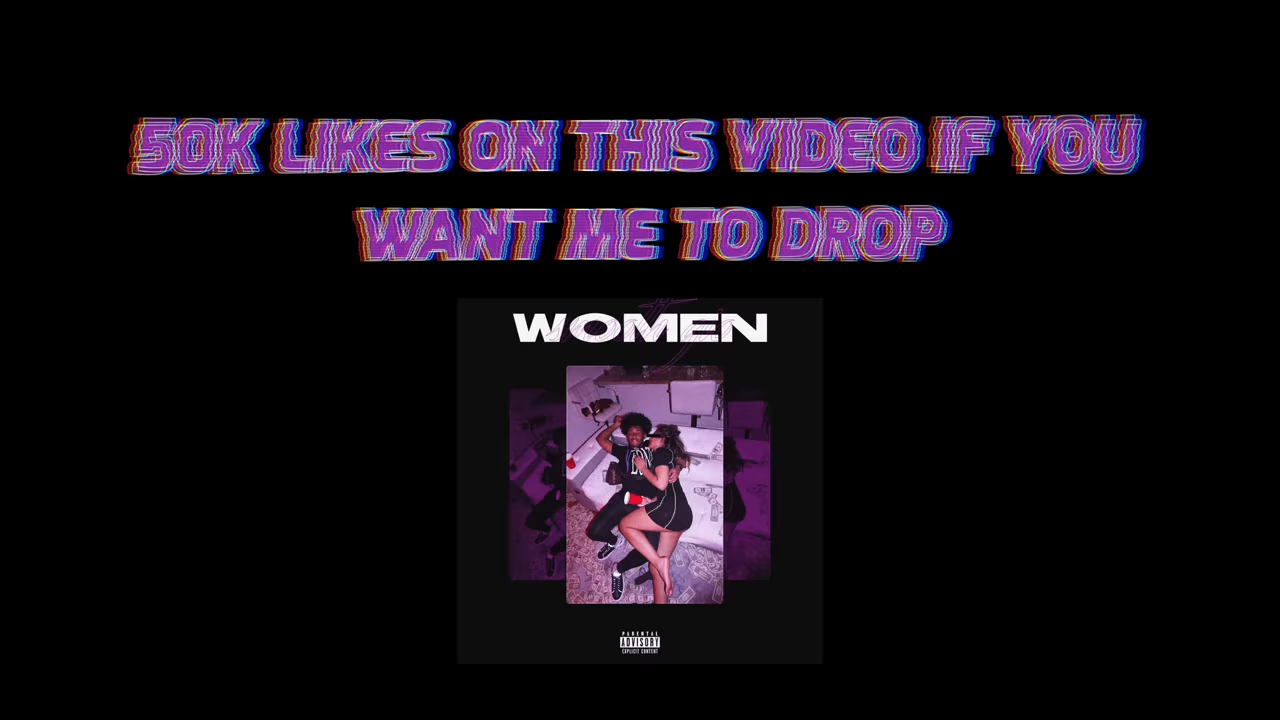 50K LIKES ON THIS VIDEO IF YOU
WANT ME TO DROP
WOMEN
PARENTAL
ADVISORY
EXPLICIT CONTENT